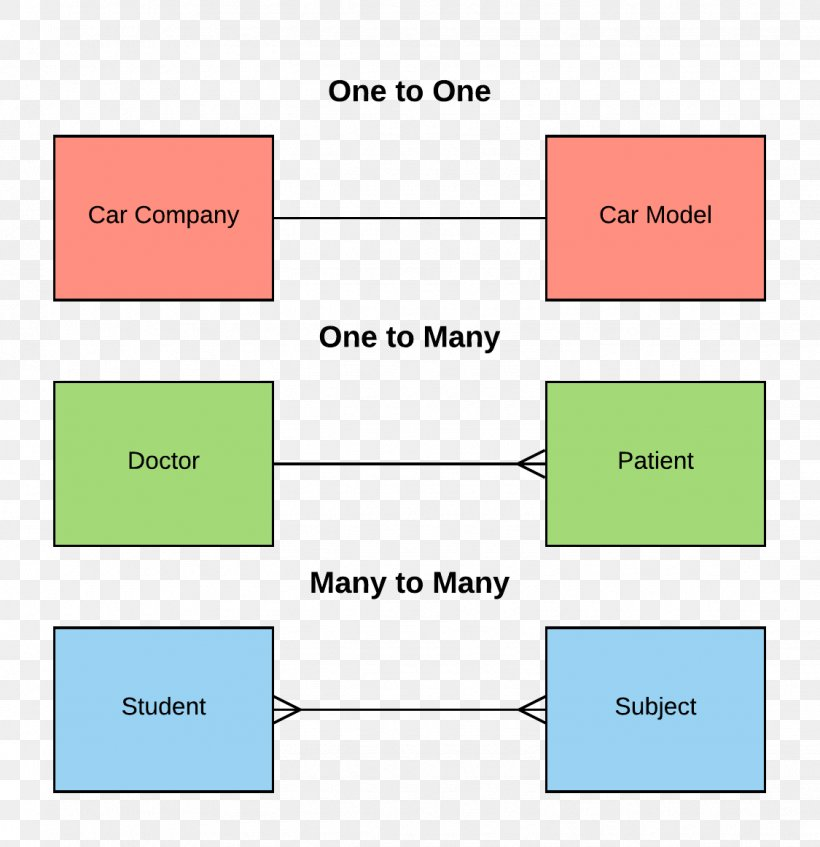 One to One
Car Company
Car Model
One to Many
Doctor
Patient
Many to Many
Student
Subject